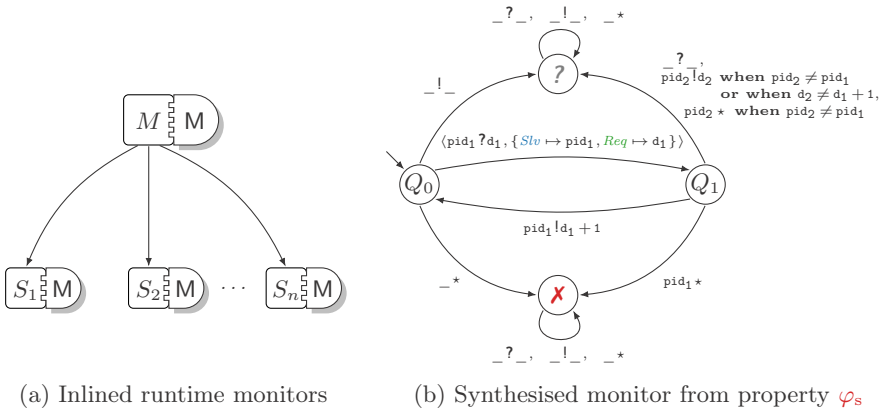 _?_, _!_, _⋆
?
_!_
_?_,
pid₂!d₂ when pid₂ ≠ pid₁
or when d₂ ≠ d₁ + 1,
pid₂ ⋆ when pid₂ ≠ pid₁
M M
⟨pid₁?d₁, {Slv ↦ pid₁, Req ↦ d₁}⟩
Q₀
Q₁
pid₁!d₁ + 1
S₁ M
S₂ M
···
Sₙ M
_⋆
pid₁⋆
✗
_?_, _!_, _⋆
(a) Inlined runtime monitors
(b) Synthesised monitor from property φₛ